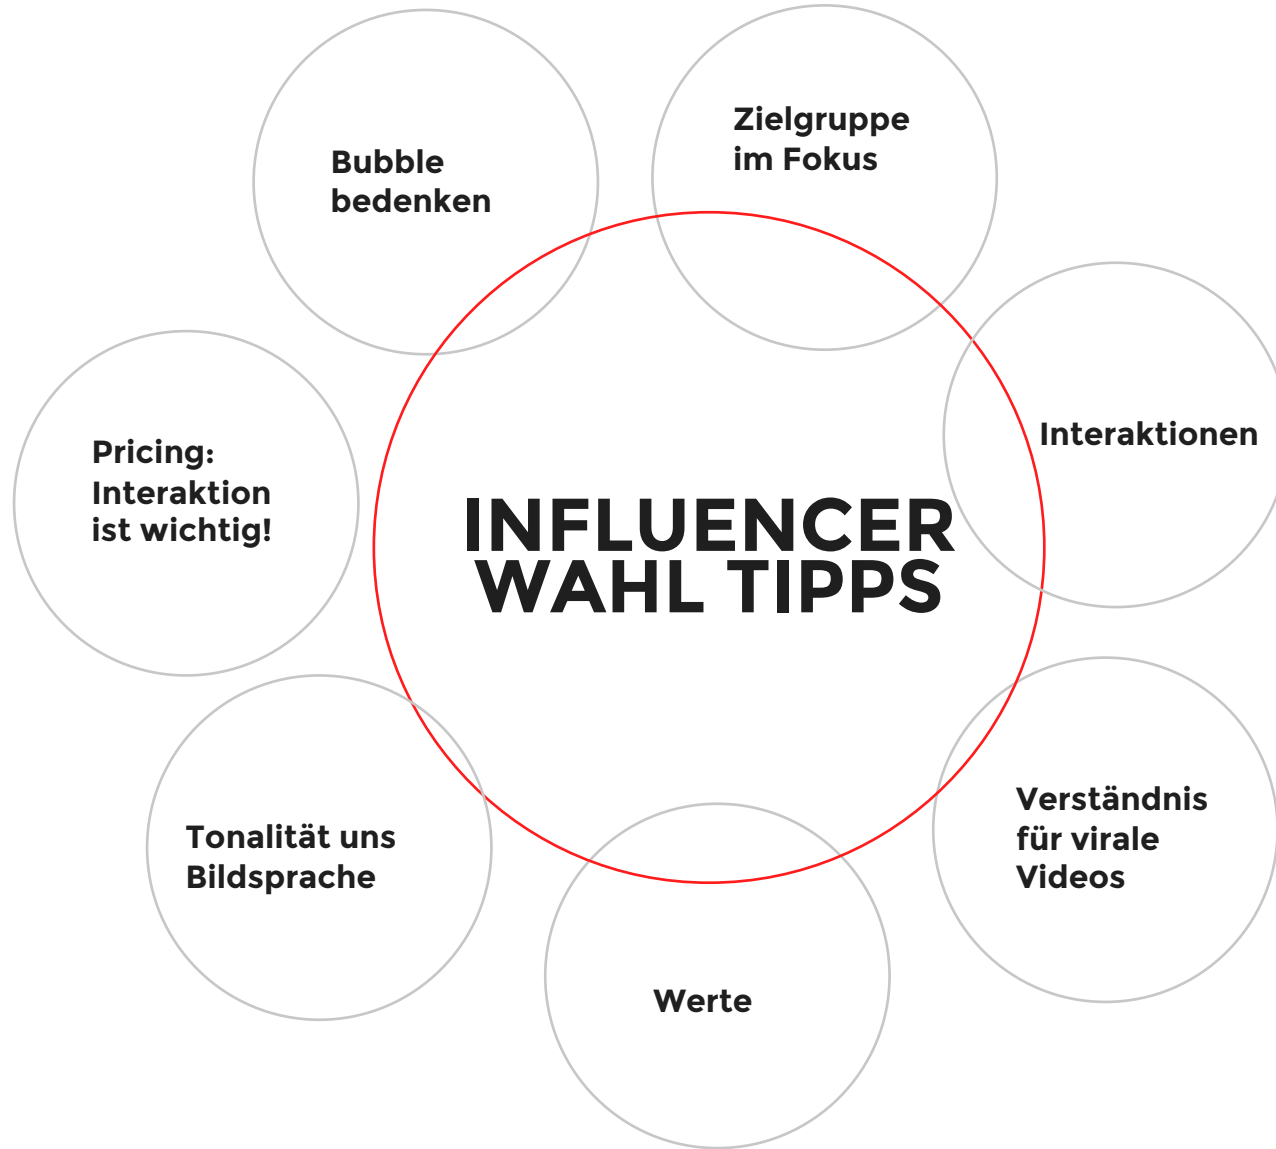 Bubble
bedenken
Zielgruppe
im Fokus
Interaktionen
Pricing:
Interaktion
ist wichtig!
INFLUENCER
WAHL TIPPS
Verständnis
für virale
Videos
Tonalität uns
Bildsprache
Werte